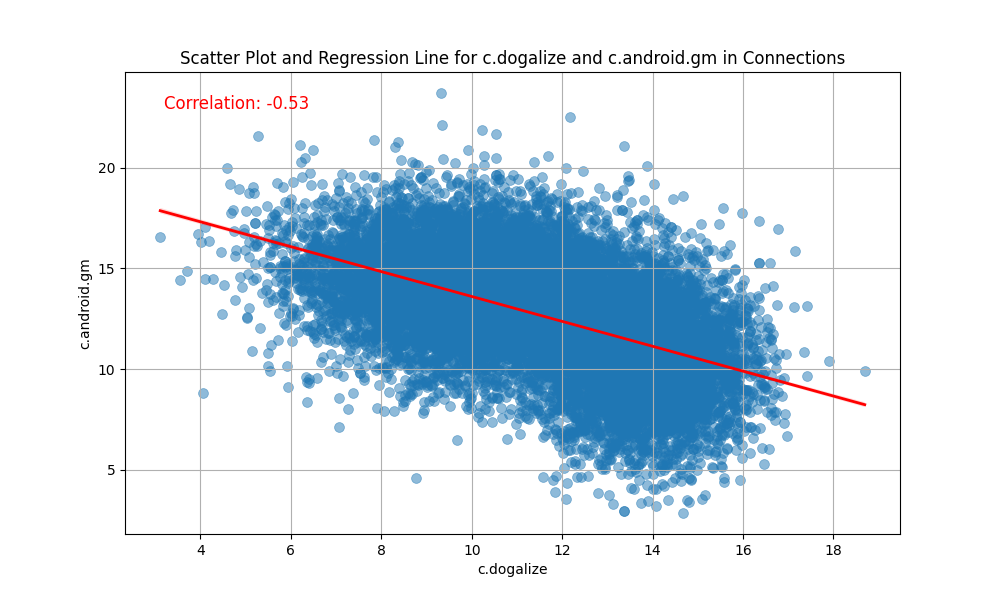 Scatter Plot and Regression Line for c.dogalize and c.android.gm in Connections
Correlation: -0.53
c.android.gm
20
15
10
5
4 6 8 10 12 14 16 18
c.dogalize